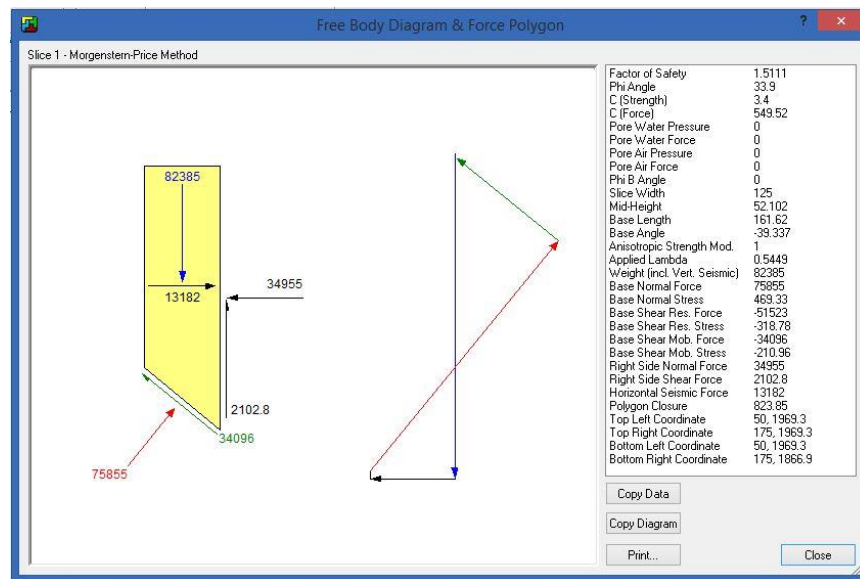 Free Body Diagram & Force Polygon
?
×
Slice 1 - Morgenstern-Price Method
82385
13182
34955
2102.8
34096
75855
Factor of Safety 1.5111
Phi Angle 33.9
C (Strength) 3.4
C (Force) 549.52
Pore Water Pressure 0
Pore Water Force 0
Pore Air Pressure 0
Pore Air Force 0
Phi B Angle 0
Slice Width 125
Mid-Height 52.102
Base Length 161.62
Base Angle -39.337
Anisotropic Strength Mod. 1
Applied Lambda 0.5449
Weight (incl. Vert. Seismic) 82385
Base Normal Force 75855
Base Normal Stress 469.33
Base Shear Res. Force -51523
Base Shear Res. Stress -318.78
Base Shear Mob. Force -34096
Base Shear Mob. Stress -210.96
Right Side Normal Force 34955
Right Side Shear Force 2102.8
Horizontal Seismic Force 13182
Polygon Closure 823.85
Top Left Coordinate 50, 1969.3
Top Right Coordinate 175, 1969.3
Bottom Left Coordinate 50, 1969.3
Bottom Right Coordinate 175, 1866.9
Copy Data
Copy Diagram
Print...
Close